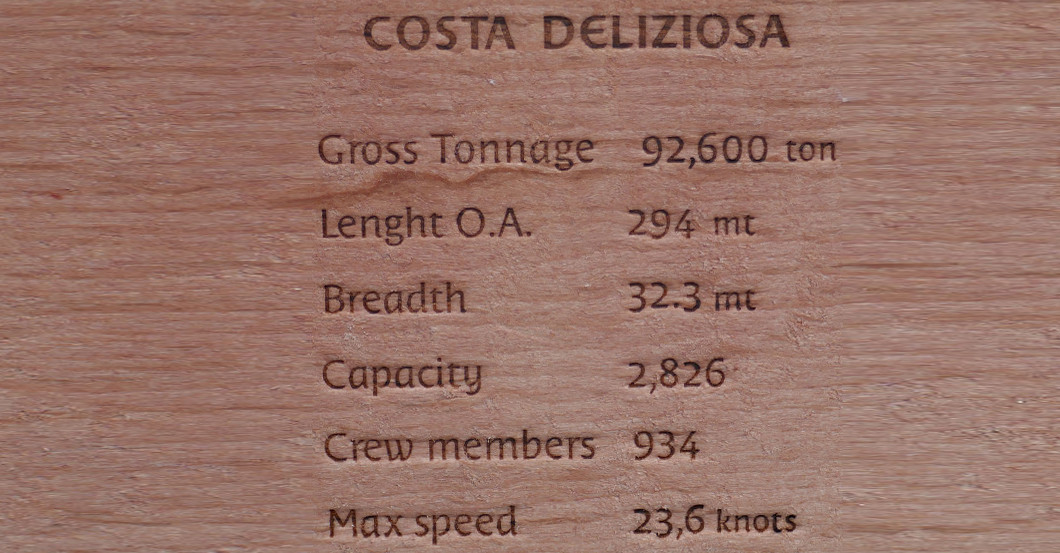 COSTA DELIZIOSA
Gross Tonnage 92,600 ton
Lenght O.A. 294 mt
Breadth 32.3 mt
Capacity 2,826
Crew members 934
Max speed 23,6 knots